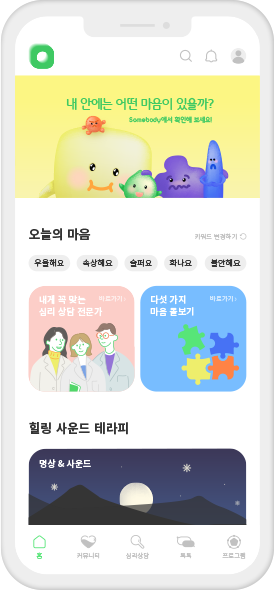 내 안에는 어떤 마음이 있을까?
Somebody에서 확인해 보세요!
오늘의 마음
키워드 변경하기
우울해요
속상해요
슬퍼요
화나요
불안해요
내게 꼭 맞는
심리 상담 전문가
바로가기 ›
다섯 가지
마음 돌보기
바로가기 ›
힐링 사운드 테라피
명상 & 사운드
홈
커뮤니티
심리상담
톡톡
프로그램